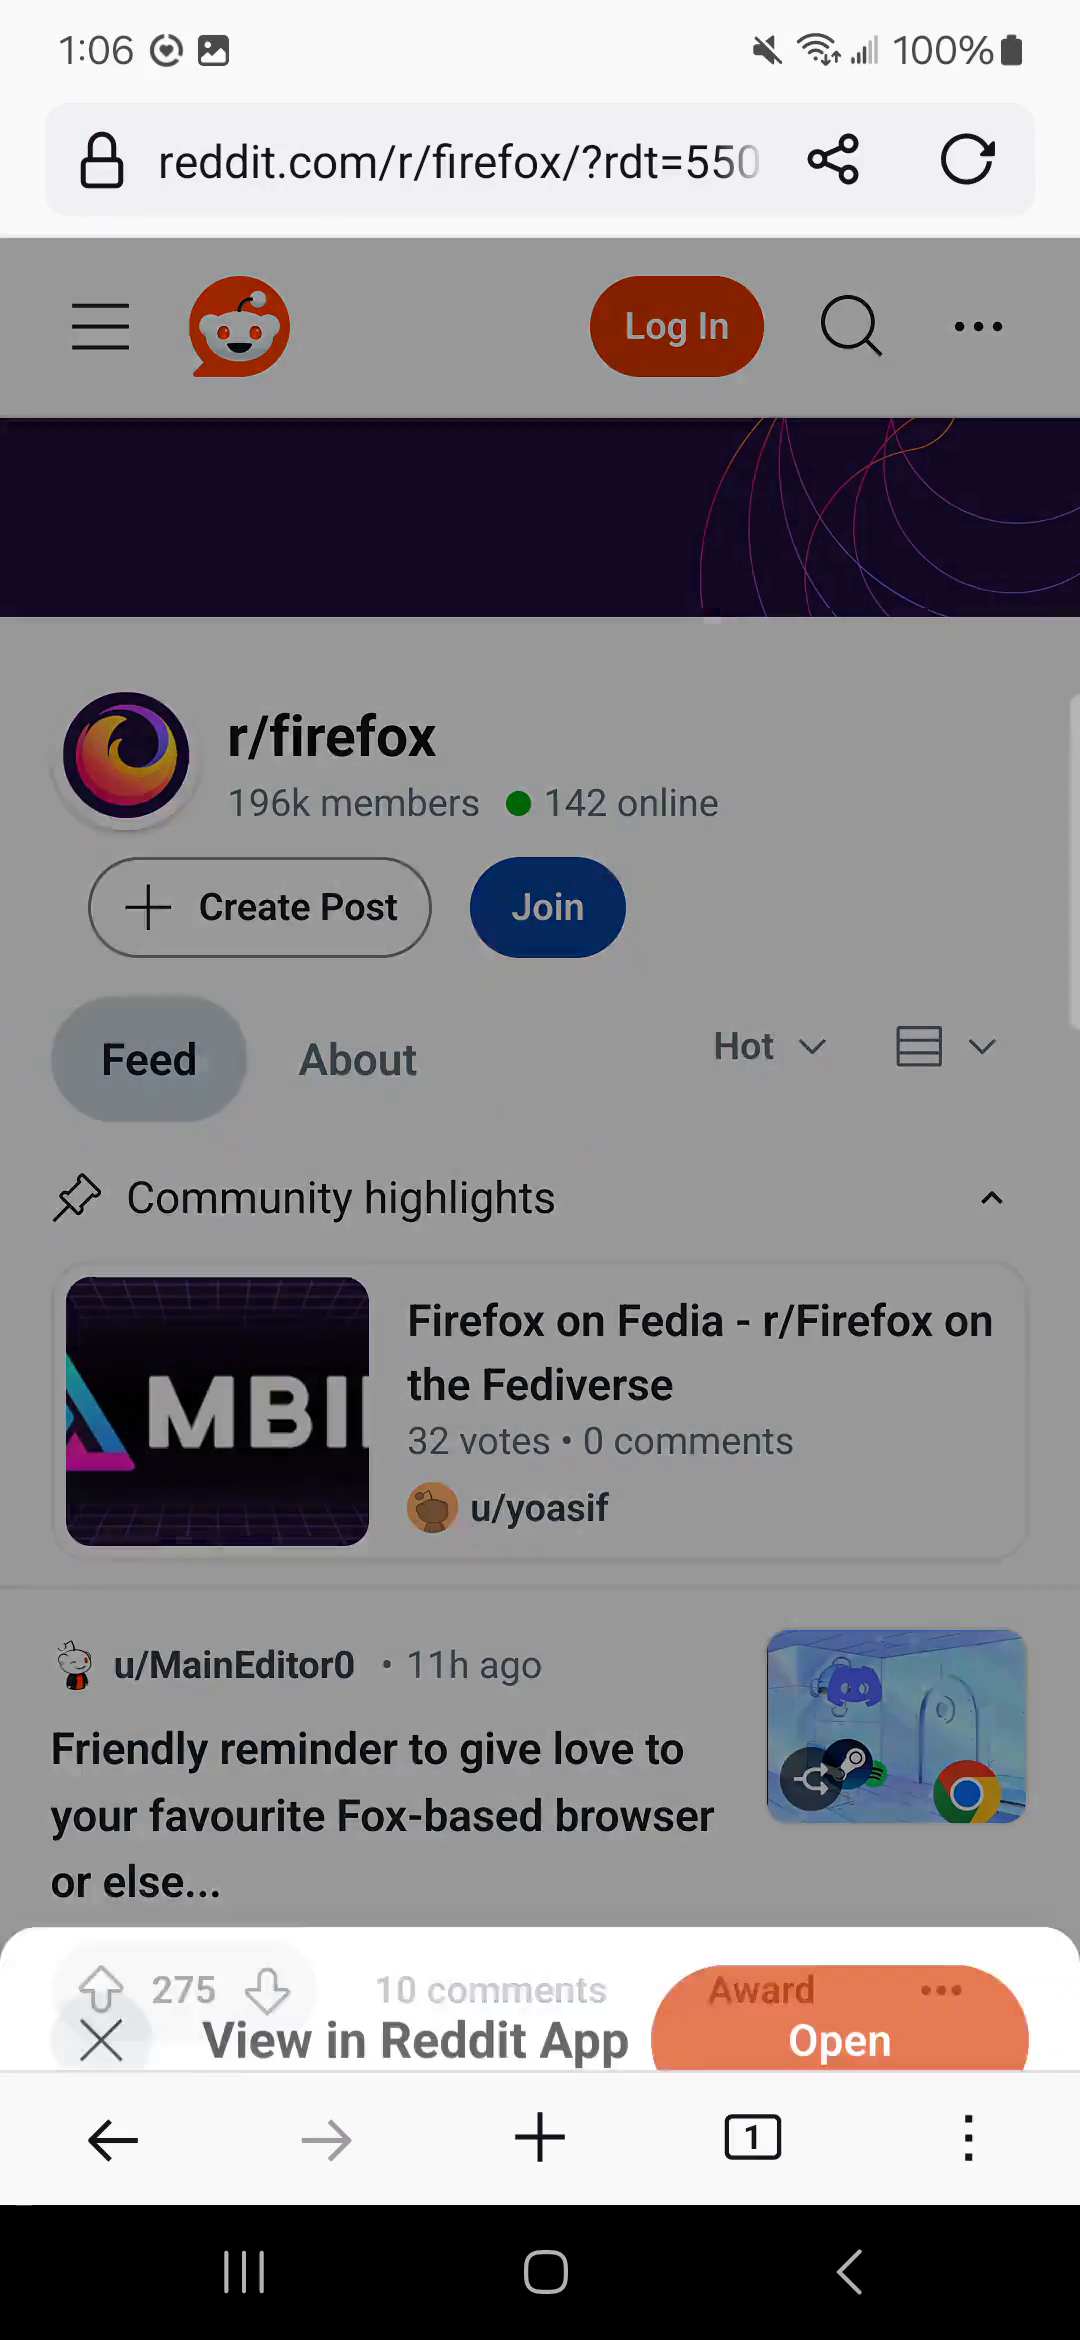 1:06
100%
reddit.com/r/firefox/?rdt=550
Log In
r/firefox
196k members 142 online
Create Post
Join
Feed
About
Hot
Community highlights
MBI
Firefox on Fedia - r/Firefox on
the Fediverse
32 votes • 0 comments
u/yoasif
u/MainEditor0 • 11h ago
Friendly reminder to give love to
your favourite Fox-based browser
or else...
275
10 comments
Award
View in Reddit App
Open
1